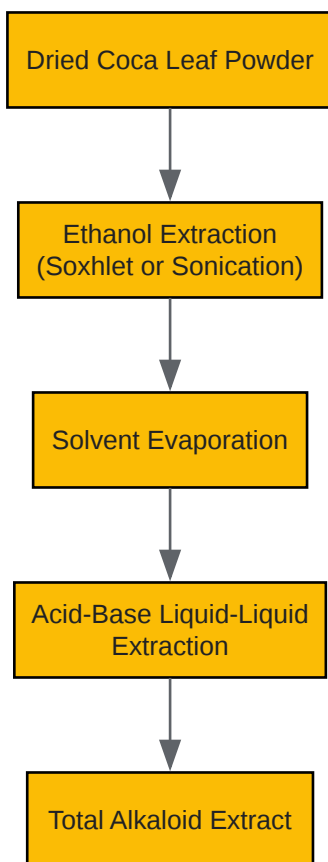 Dried Coca Leaf Powder
Ethanol Extraction
(Soxhlet or Sonication)
Solvent Evaporation
Acid-Base Liquid-Liquid
Extraction
Total Alkaloid Extract